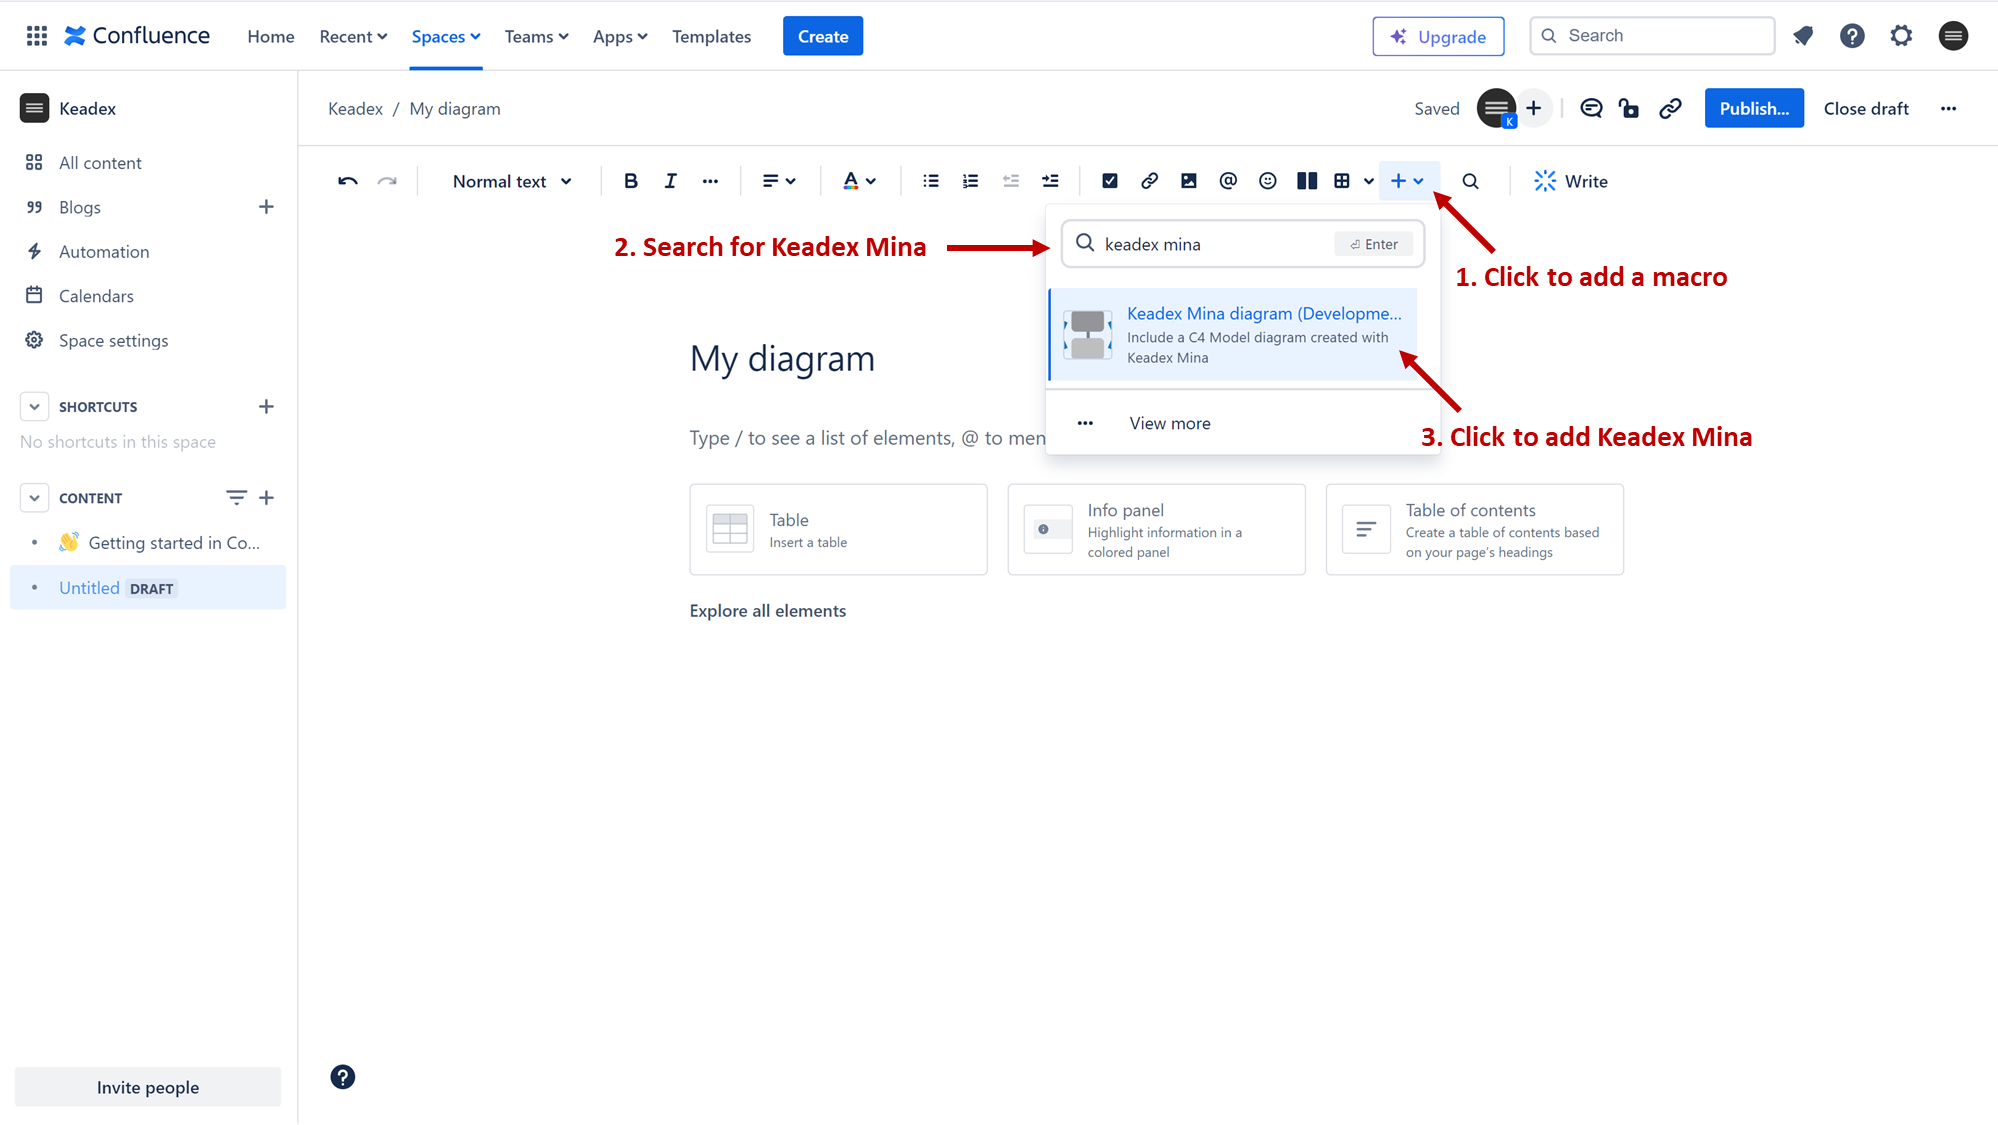 Confluence
Home
Recent
Spaces
Teams
Apps
Templates
Create
Upgrade
Search
Keadex
All content
Blogs
Automation
Calendars
Space settings
SHORTCUTS
No shortcuts in this space
CONTENT
Getting started in Co...
Untitled DRAFT
Invite people
Keadex / My diagram
Saved
K
Publish...
Close draft
Normal text
Write
1. Click to add a macro
2. Search for Keadex Mina
keadex mina
Enter
Keadex Mina diagram (Developme...
Include a C4 Model diagram created with
Keadex Mina
3. Click to add Keadex Mina
View more
My diagram
Type / to see a list of elements, @ to men
Table
Insert a table
Info panel
Highlight information in a
colored panel
Table of contents
Create a table of contents based
on your page's headings
Explore all elements